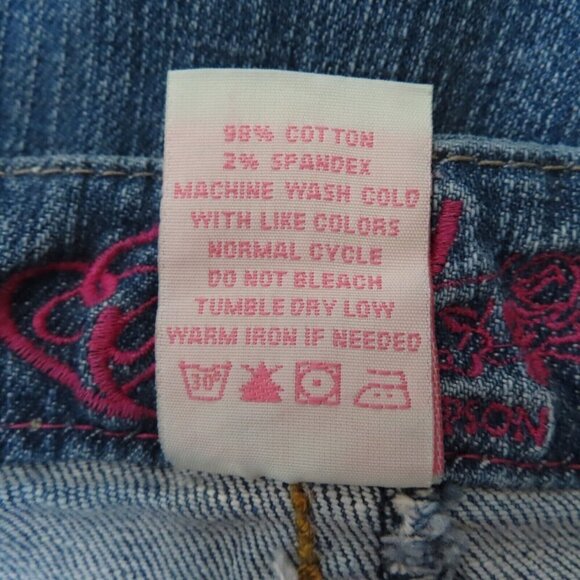 98% COTTON
2% SPANDEX
MACHINE WASH COLD
WITH LIKE COLORS
NORMAL CYCLE
DO NOT BLEACH
TUMBLE DRY LOW
WARM IRON IF NEEDED
30°